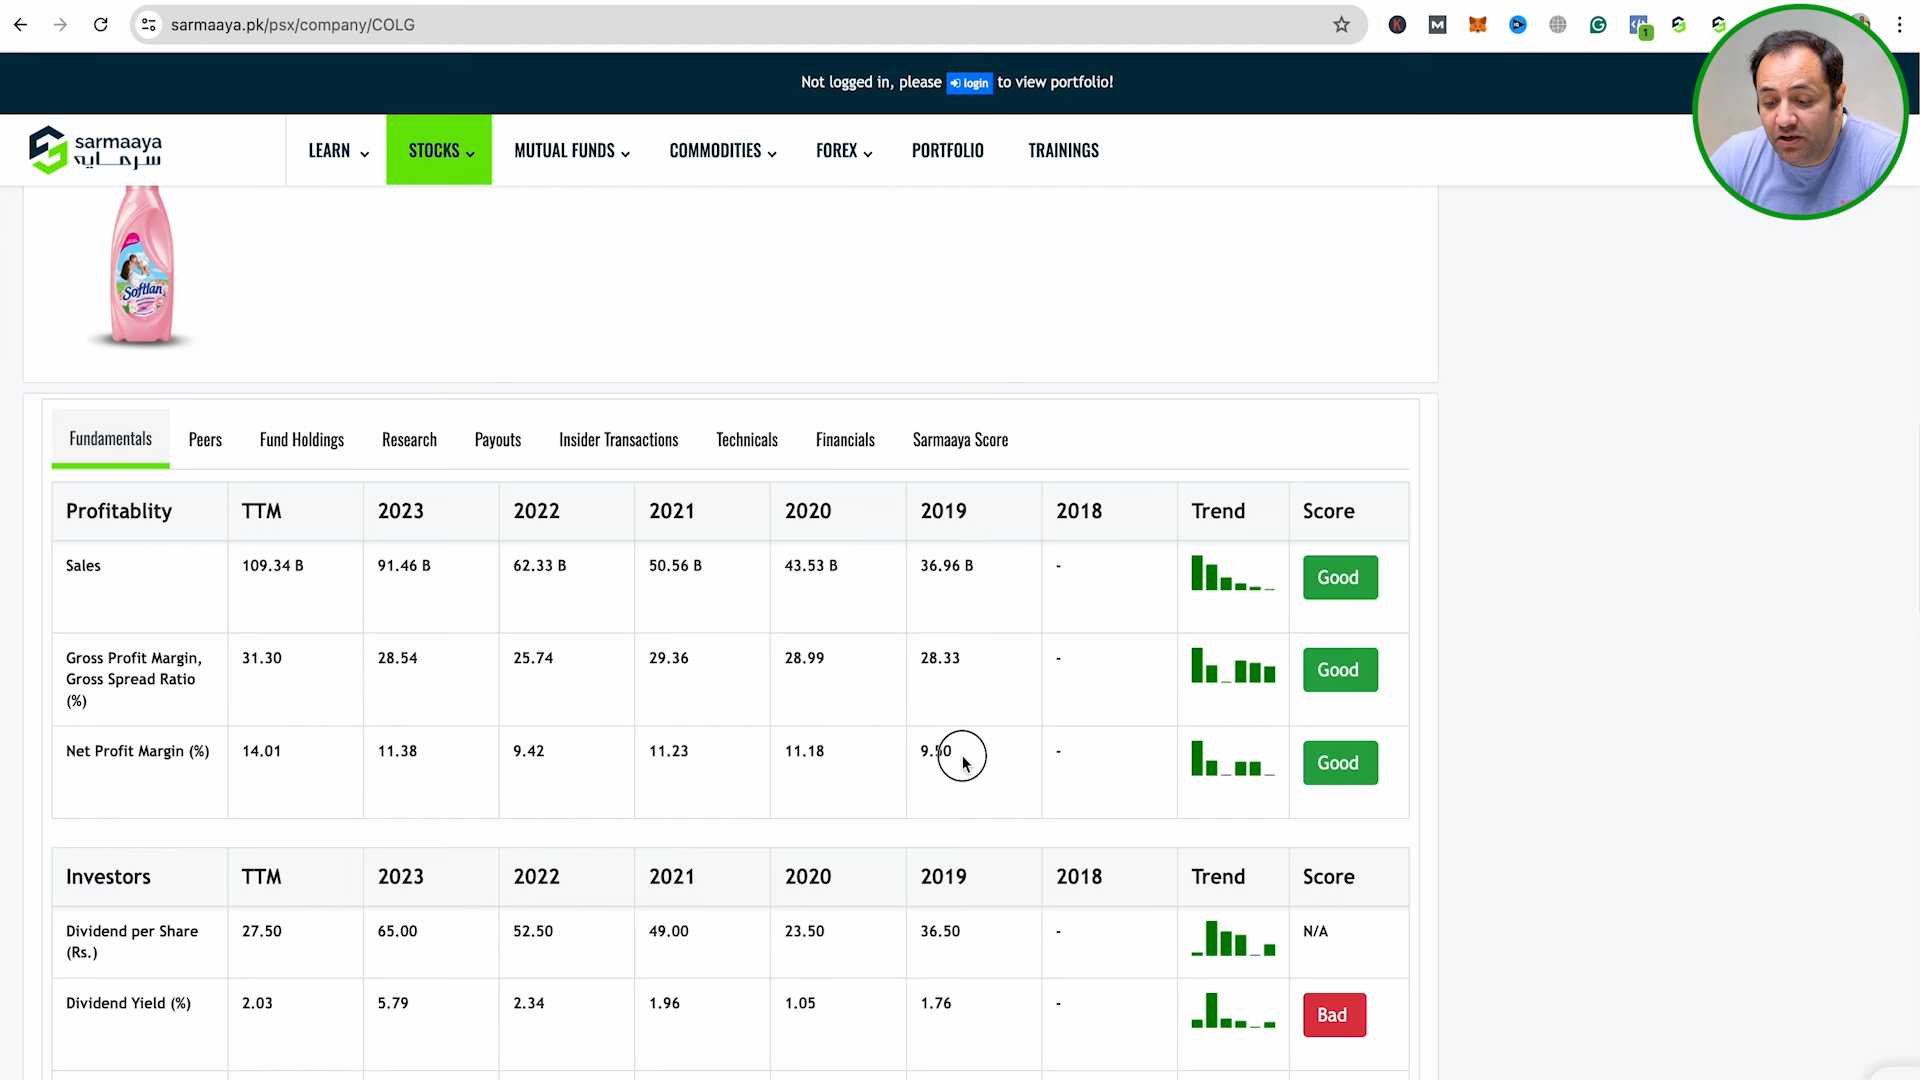 sarmaaya.pk/psx/company/COLG
1
Not logged in, please login to view portfolio!
sarmaaya
سرمایہ
LEARN
STOCKS
MUTUAL FUNDS
COMMODITIES
FOREX
PORTFOLIO
TRAININGS
Softlan
Fundamentals Peers Fund Holdings Research Payouts Insider Transactions Technicals Financials Sarmaaya Score
Profitablity TTM 2023 2022 2021 2020 2019 2018 Trend Score
Sales 109.34 B 91.46 B 62.33 B 50.56 B 43.53 B 36.96 B - Good
Gross Profit Margin, 31.30 28.54 25.74 29.36 28.99 28.33 - Good
Gross Spread Ratio
(%)
Net Profit Margin (%) 14.01 11.38 9.42 11.23 11.18 9.50 - Good
Investors TTM 2023 2022 2021 2020 2019 2018 Trend Score
Dividend per Share 27.50 65.00 52.50 49.00 23.50 36.50 - N/A
(Rs.)
Dividend Yield (%) 2.03 5.79 2.34 1.96 1.05 1.76 - Bad